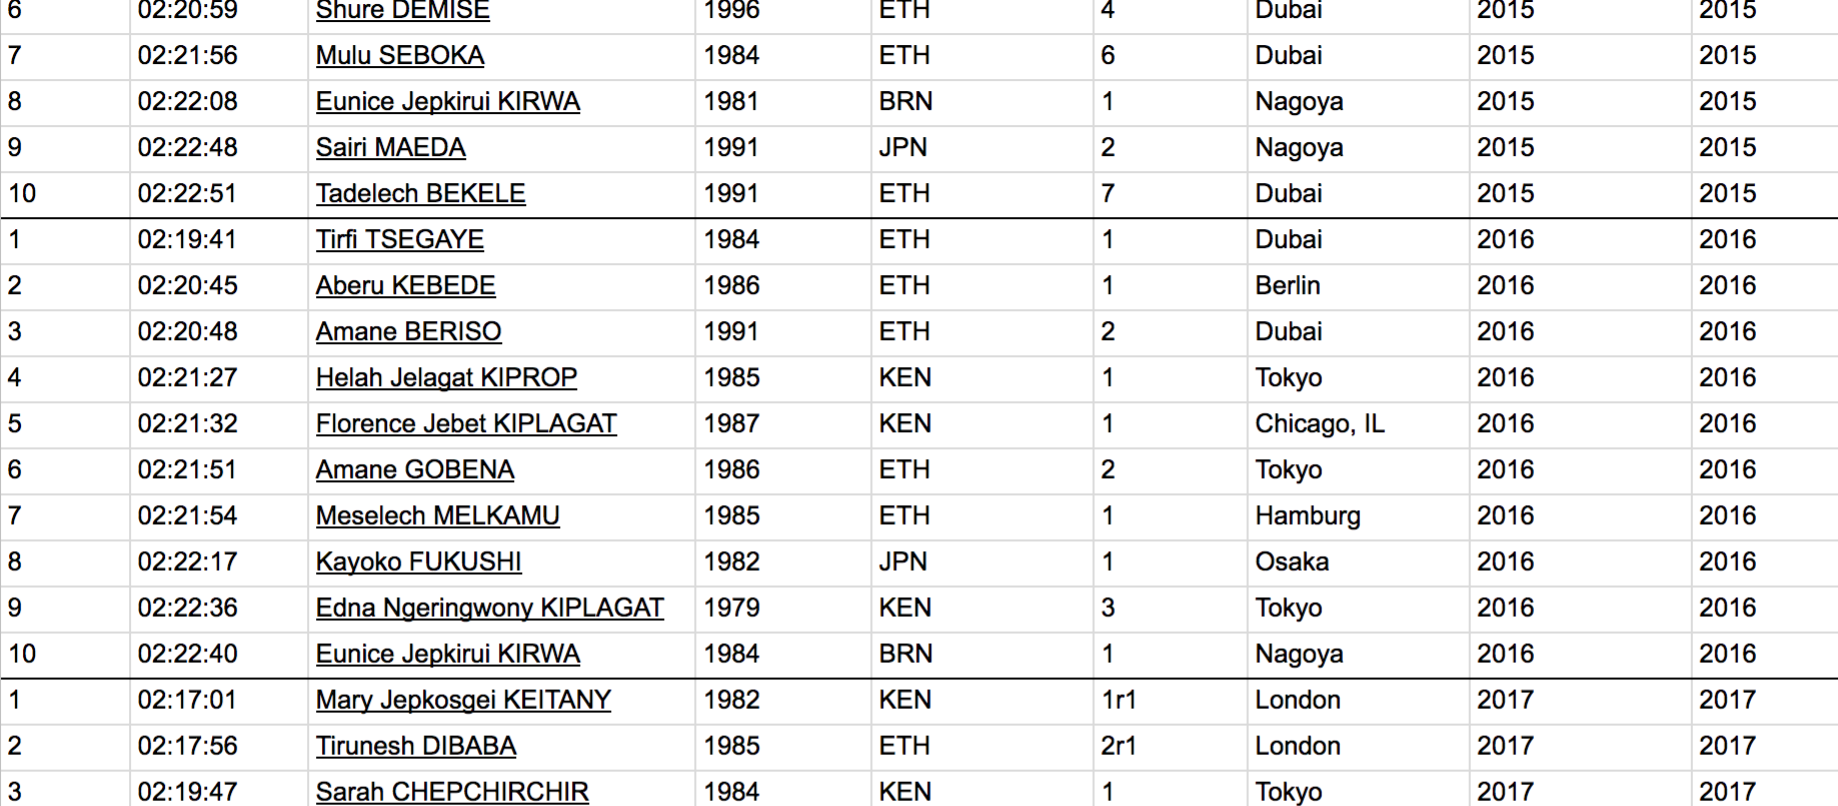 6 02:20:59 Shure DEMISE 1996 ETH 4 Dubai 2015 2015
7 02:21:56 Mulu SEBOKA 1984 ETH 6 Dubai 2015 2015
8 02:22:08 Eunice Jepkirui KIRWA 1981 BRN 1 Nagoya 2015 2015
9 02:22:48 Sairi MAEDA 1991 JPN 2 Nagoya 2015 2015
10 02:22:51 Tadelech BEKELE 1991 ETH 7 Dubai 2015 2015
1 02:19:41 Tirfi TSEGAYE 1984 ETH 1 Dubai 2016 2016
2 02:20:45 Aberu KEBEDE 1986 ETH 1 Berlin 2016 2016
3 02:20:48 Amane BERISO 1991 ETH 2 Dubai 2016 2016
4 02:21:27 Helah Jelagat KIPROP 1985 KEN 1 Tokyo 2016 2016
5 02:21:32 Florence Jebet KIPLAGAT 1987 KEN 1 Chicago, IL 2016 2016
6 02:21:51 Amane GOBENA 1986 ETH 2 Tokyo 2016 2016
7 02:21:54 Meselech MELKAMU 1985 ETH 1 Hamburg 2016 2016
8 02:22:17 Kayoko FUKUSHI 1982 JPN 1 Osaka 2016 2016
9 02:22:36 Edna Ngeringwony KIPLAGAT 1979 KEN 3 Tokyo 2016 2016
10 02:22:40 Eunice Jepkirui KIRWA 1984 BRN 1 Nagoya 2016 2016
1 02:17:01 Mary Jepkosgei KEITANY 1982 KEN 1r1 London 2017 2017
2 02:17:56 Tirunesh DIBABA 1985 ETH 2r1 London 2017 2017
3 02:19:47 Sarah CHEPCHIRCHIR 1984 KEN 1 Tokyo 2017 2017